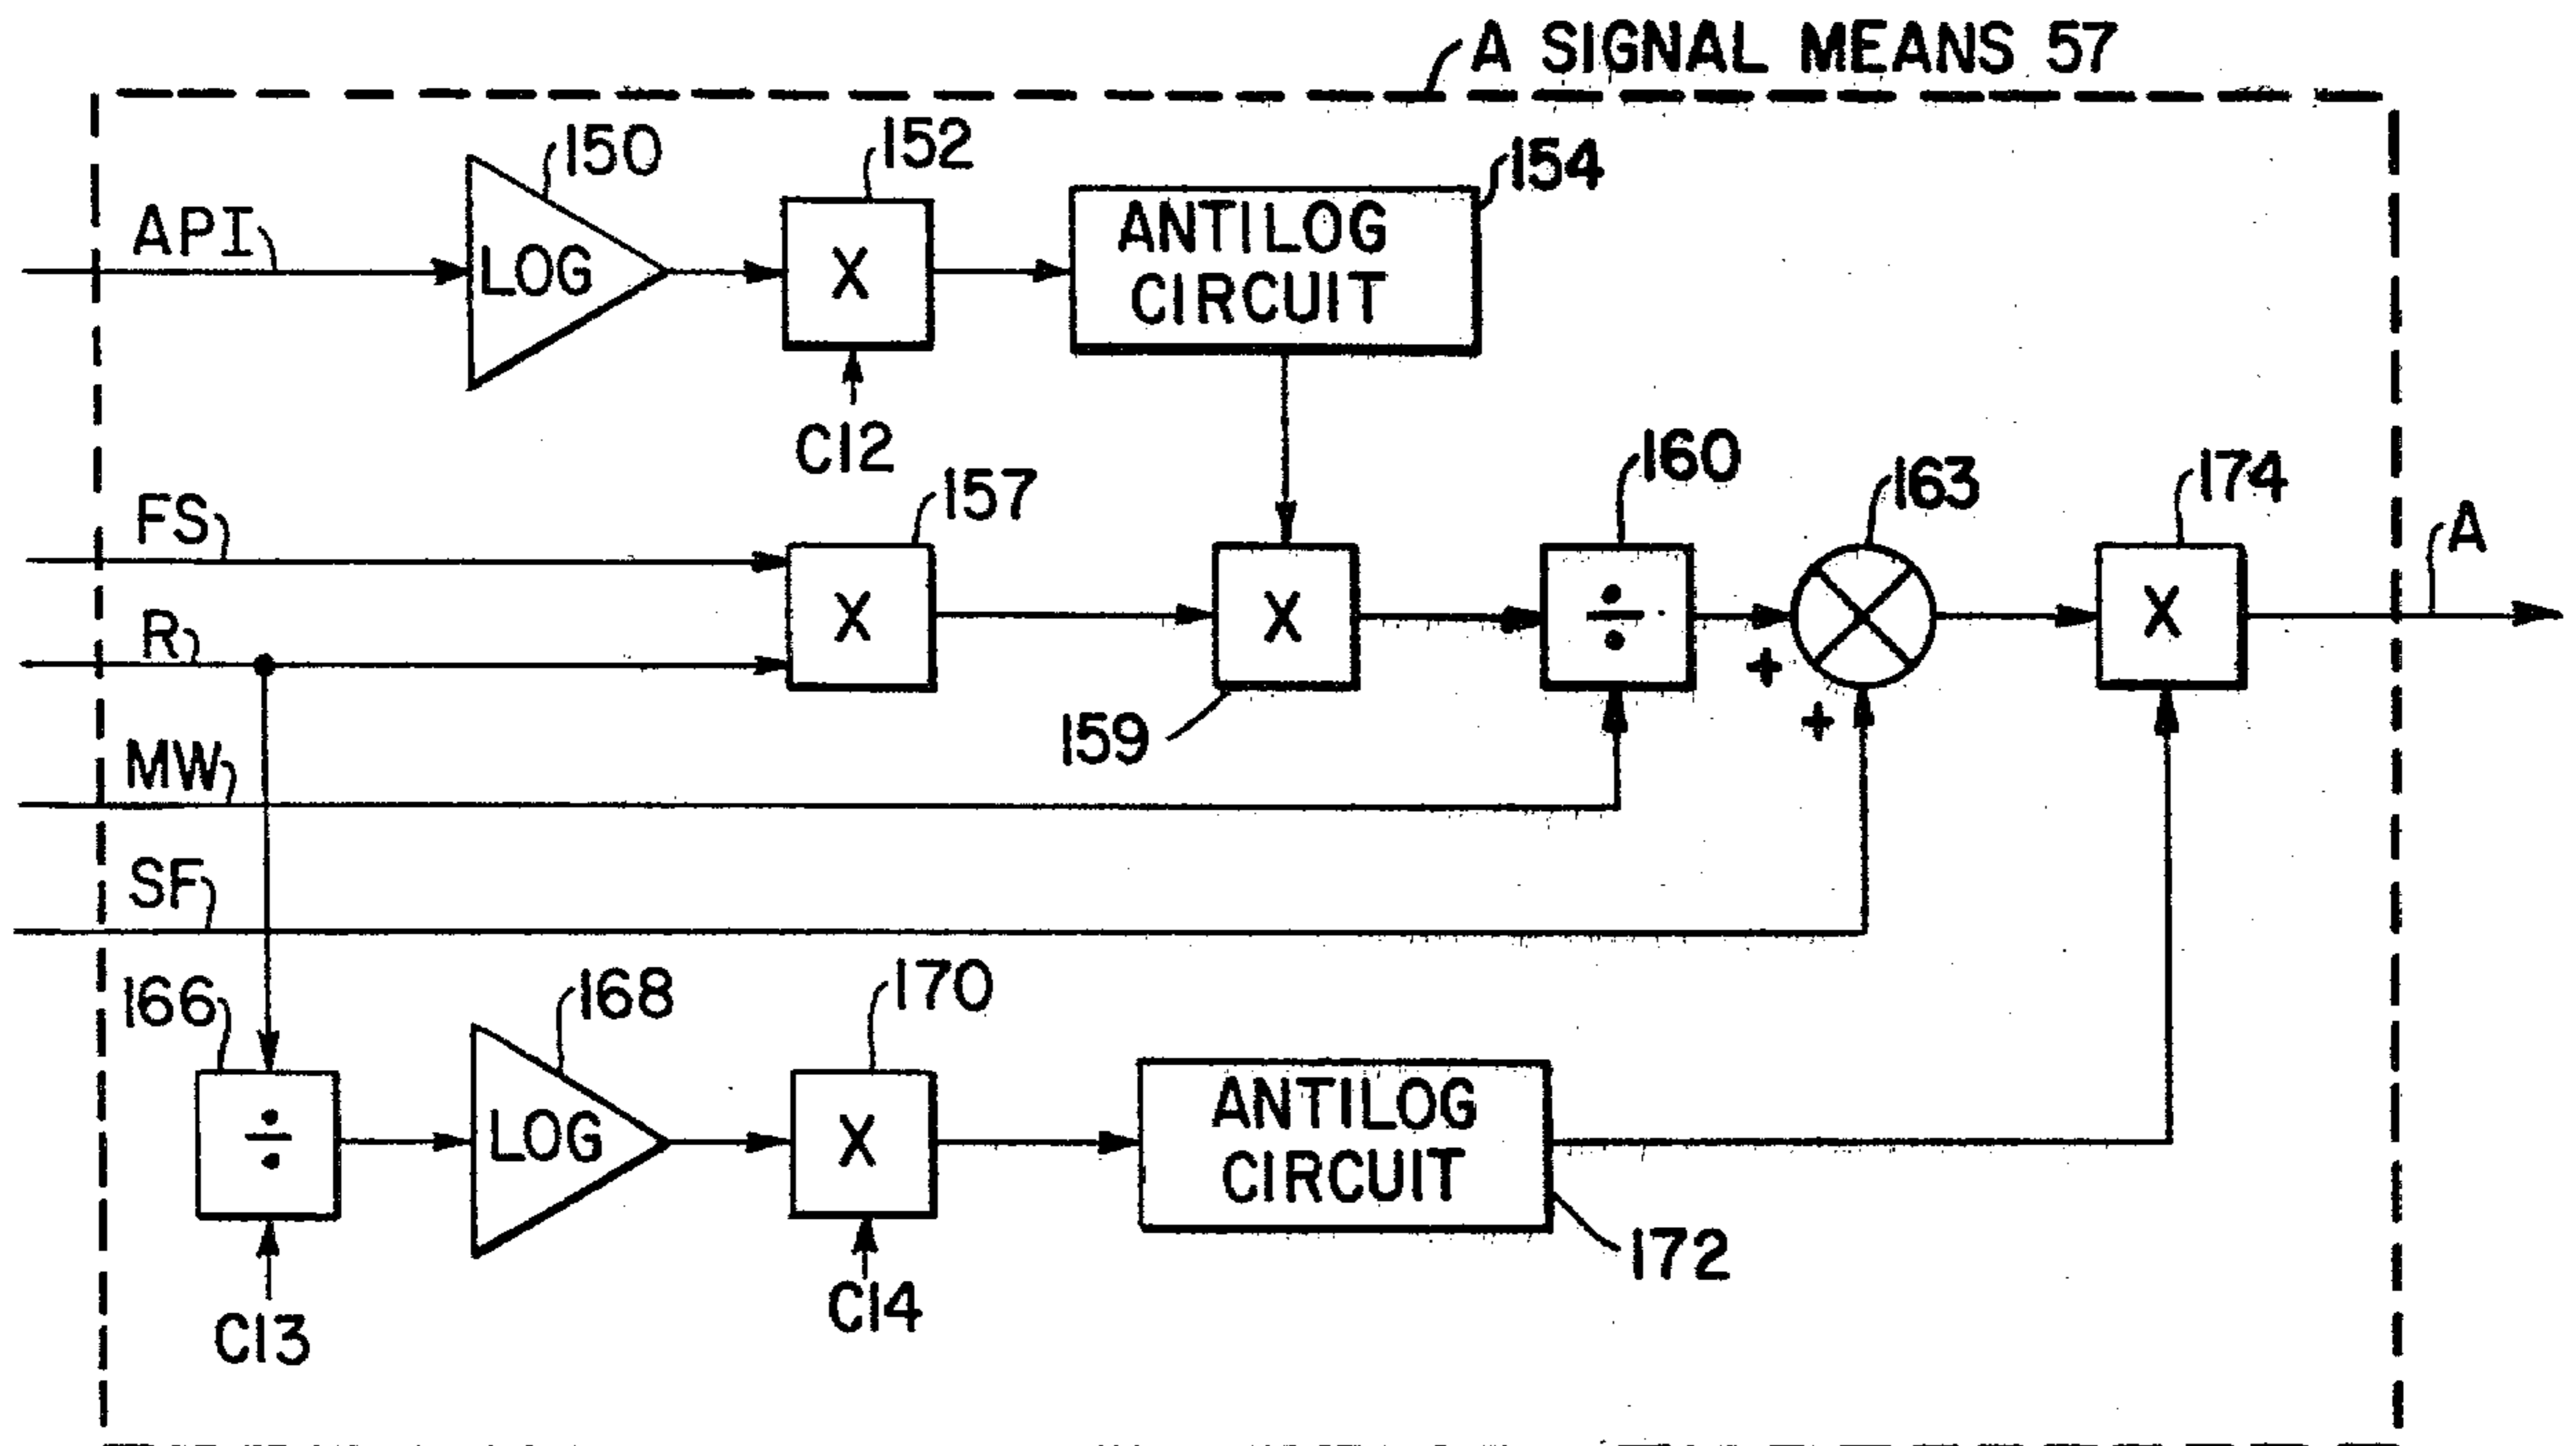 A SIGNAL MEANS 57
150
152
154
API
LOG
X
ANTILOG
CIRCUIT
C12
157
160
163
174
FS
A
R
X
X
÷
X
+
+
159
MW
SF
166
168
170
÷
LOG
X
ANTILOG
CIRCUIT
172
C13
C14